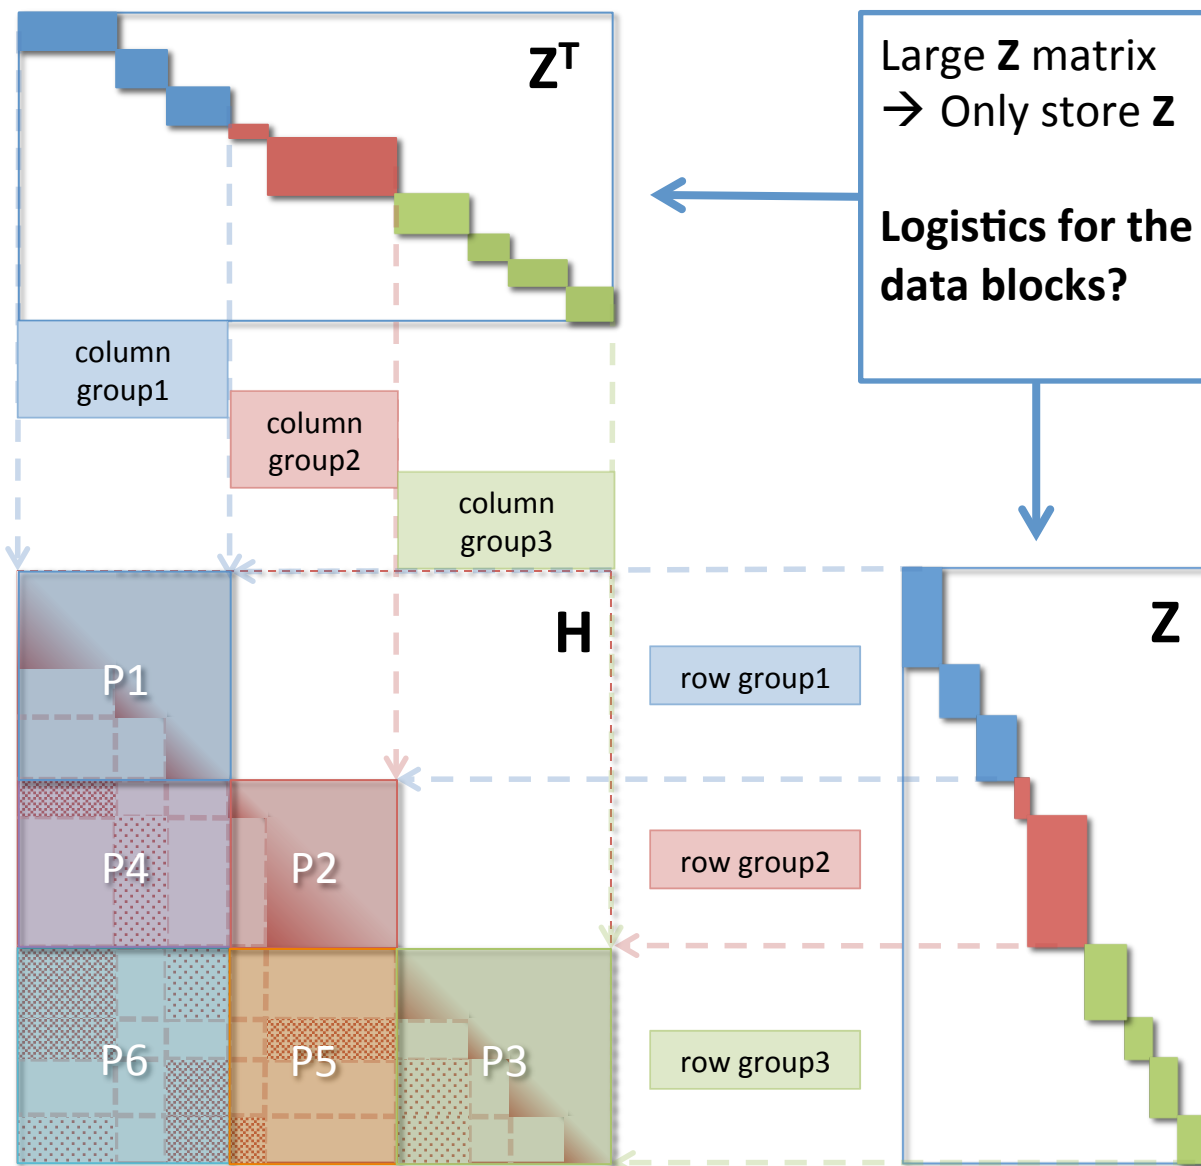 Z^T
Large Z matrix
→ Only store Z
Logistics for the
data blocks?
column
group1
column
group2
column
group3
H
Z
P1
row group1
P4
P2
row group2
P6
P5
P3
row group3